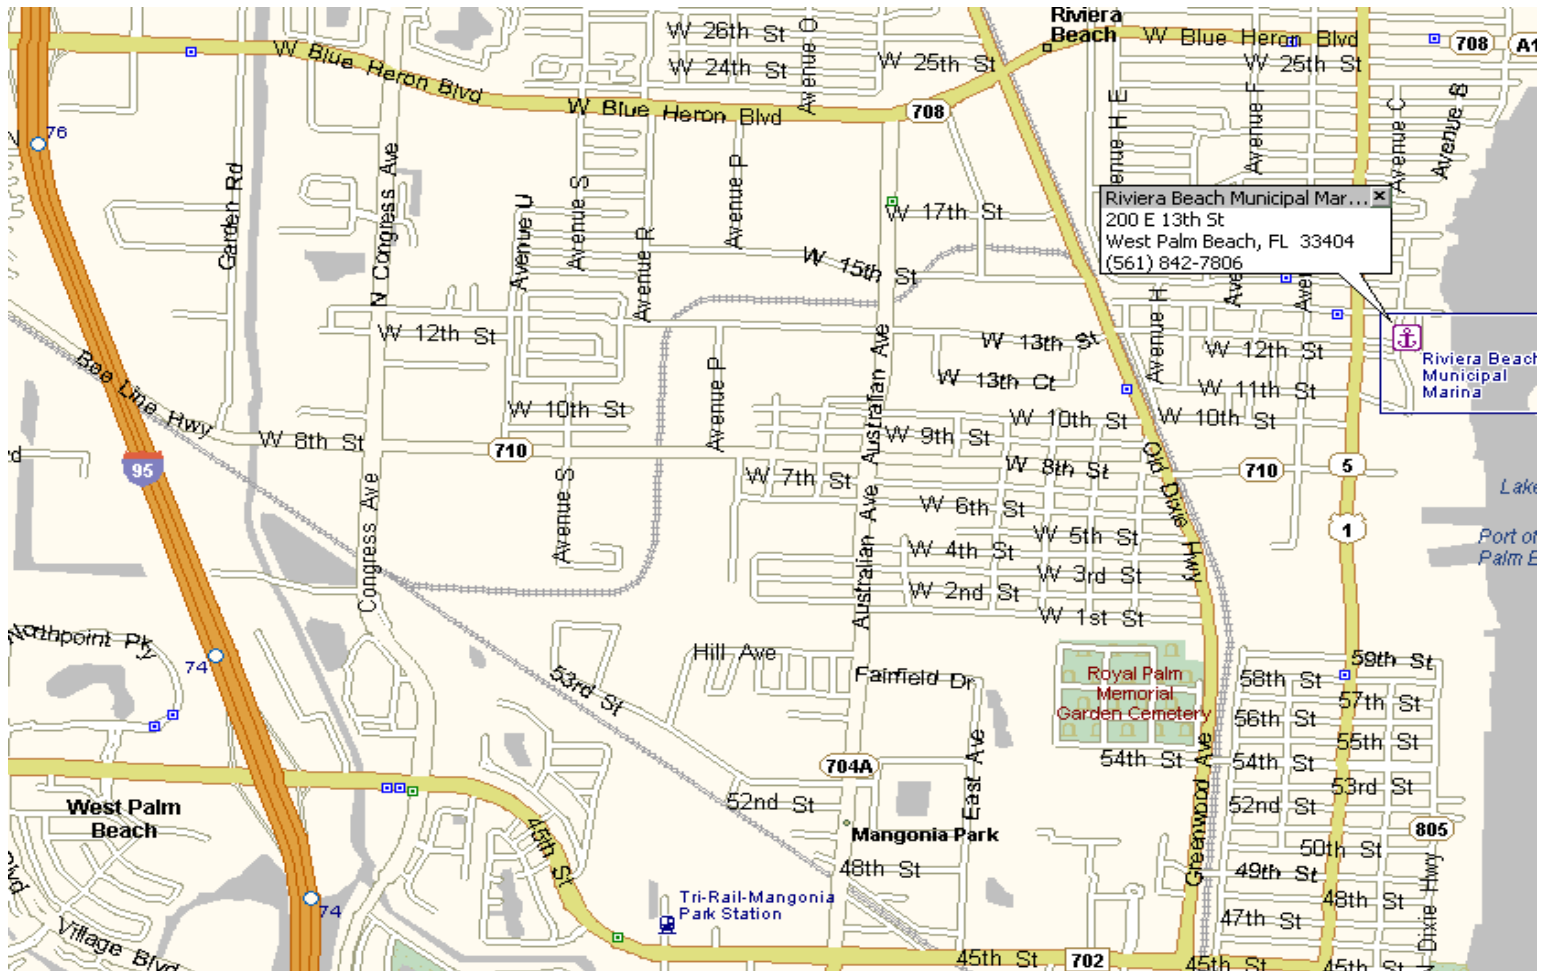 W 26th St
Avenue O
Riviera
Beach
W Blue Heron Blvd
708
A1
W Blue Heron Blvd
W 24th St
W 25th St
W 25th St
W Blue Heron Blvd
708
Avenue H E
Avenue F
Avenue C
Avenue B
76
N Congress Ave
Garden Rd
Avenue U
Avenue S
Avenue R
Avenue P
W 17th St
W 15th St
Riviera Beach Municipal Mar...
200 E 13th St
West Palm Beach, FL 33404
(561) 842-7806
W 12th St
W 13th St
Avenue H
W 12th St
Riviera Beach
Municipal
Marina
W 13th Ct
W 11th St
Bee Line Hwy
Avenue P
Australian Ave
W 10th St
W 10th St
W 10th St
W 8th St
710
W 9th St
W 8th St
Old Dixie Hwy
710
5
95
W 7th St
Congress Ave
Avenue S
Australian Ave
W 6th St
W 5th St
1
Lake
Port of
Palm B
W 4th St
W 3rd St
W 2nd St
W 1st St
Northpoint Pky
74
Hill Ave
53rd St
Fairfield Dr
Royal Palm
Memorial
Garden Cemetery
59th St
58th St
57th St
56th St
55th St
54th St
54th St
704A
East Ave
Greenwood Ave
53rd St
52nd St
52nd St
West Palm
Beach
45th St
Mangonia Park
805
50th St
48th St
49th St
48th St
47th St
Dixie Hwy
Blvd
74
Tri-Rail-Mangonia
Park Station
Village Blvd
45th St
702
45th St
45th St